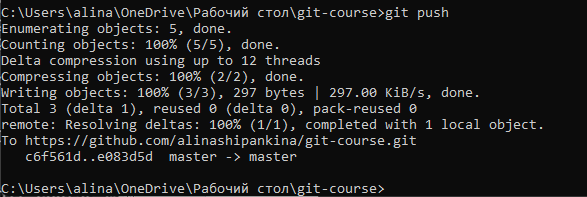 C:\Users\alina\OneDrive\Рабочий стол\git-course>git push
Enumerating objects: 5, done.
Counting objects: 100% (5/5), done.
Delta compression using up to 12 threads
Compressing objects: 100% (2/2), done.
Writing objects: 100% (3/3), 297 bytes | 297.00 KiB/s, done.
Total 3 (delta 1), reused 0 (delta 0), pack-reused 0
remote: Resolving deltas: 100% (1/1), completed with 1 local object.
To https://github.com/alinashipankina/git-course.git
   c6f561d..e083d5d  master -> master
C:\Users\alina\OneDrive\Рабочий стол\git-course>